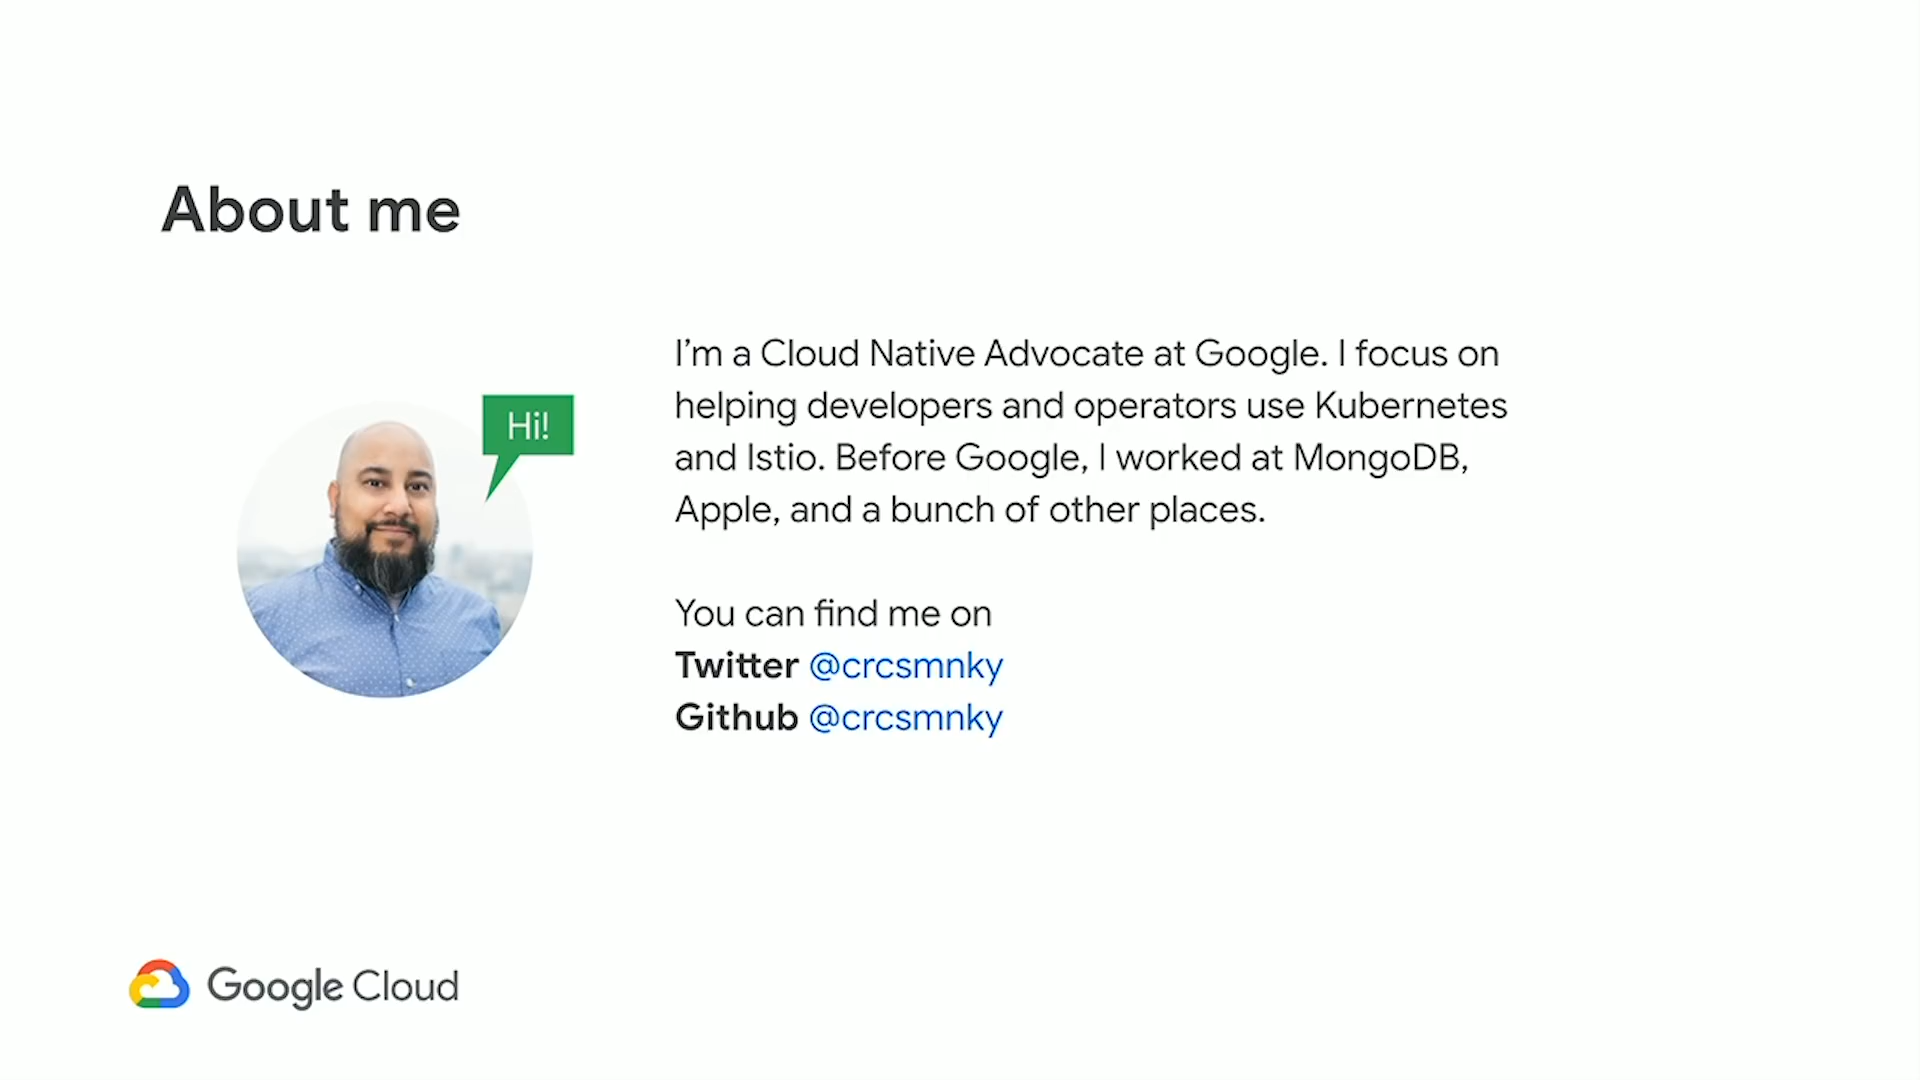 About me
Hi!
I’m a Cloud Native Advocate at Google. I focus on
helping developers and operators use Kubernetes
and Istio. Before Google, I worked at MongoDB,
Apple, and a bunch of other places.
You can find me on
Twitter @crcsmnky
Github @crcsmnky
Google Cloud